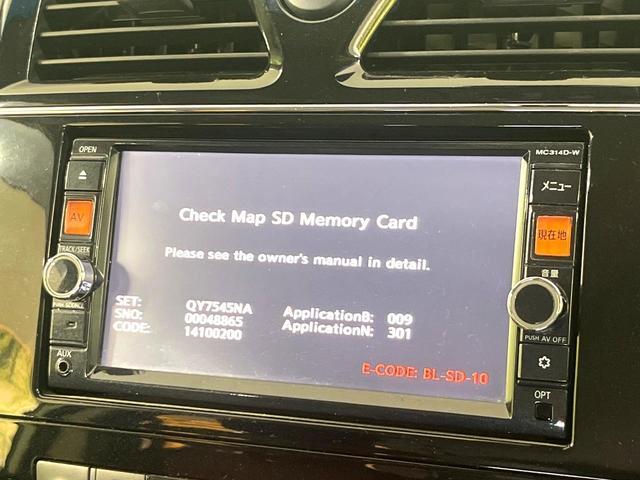 OPEN
MC314D-W
メニュー
AV
現在地
TRACK/SEEK
音量
PUSH AV OFF
AUX
OPT
Check Map SD Memory Card
Please see the owner's manual in detail.
SET: QY7545NA ApplicationB: 009
SNO: 00048865 ApplicationN: 301
CODE: 14100200
E-CODE: BL-SD-10